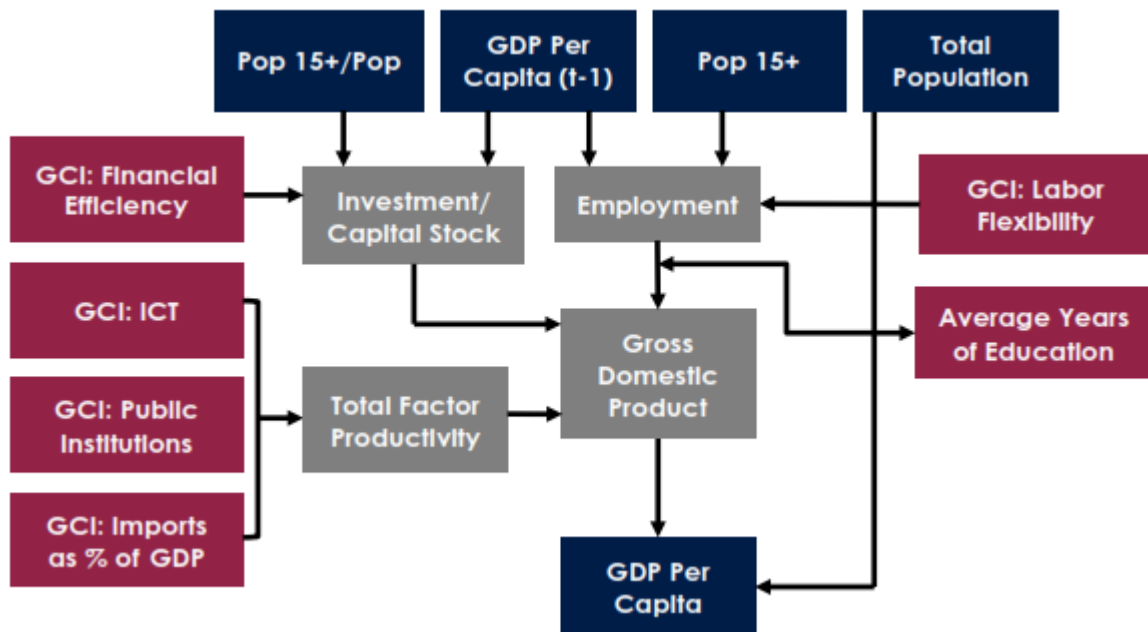 Pop 15+/Pop
GDP Per
Capita (t-1)
Pop 15+
Total
Population
GCI: Financial
Efficiency
Investment/
Capital Stock
Employment
GCI: Labor
Flexibility
GCI: ICT
Gross
Domestic
Product
Average Years
of Education
GCI: Public
Institutions
Total Factor
Productivity
GCI: Imports
as % of GDP
GDP Per
Capita